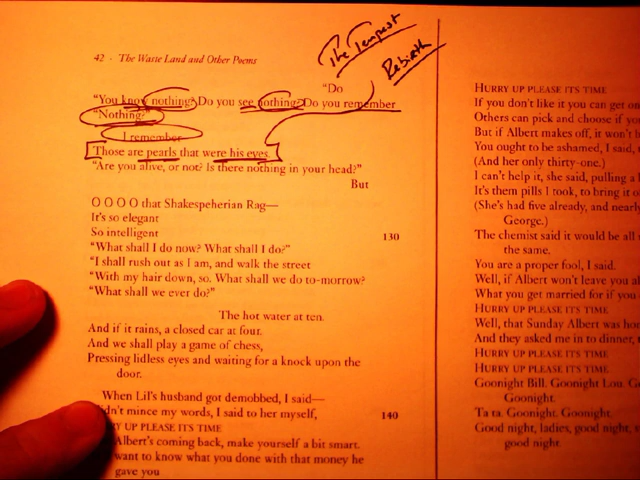 The Tempest
Rebirth
42 · The Waste Land and Other Poems
"Do
"You know nothing? Do you see nothing? Do you remember
"Nothing?"
I remember
Those are pearls that were his eyes.
"Are you alive, or not? Is there nothing in your head?"
But
O O O O that Shakespeherian Rag—
It's so elegant
So intelligent 130
"What shall I do now? What shall I do?"
"I shall rush out as I am, and walk the street
"With my hair down, so. What shall we do to-morrow?
"What shall we ever do?"
The hot water at ten.
And if it rains, a closed car at four.
And we shall play a game of chess,
Pressing lidless eyes and waiting for a knock upon the
door.
When Lil's husband got demobbed, I said—
didn't mince my words, I said to her myself, 140
UP PLEASE ITS TIME
Albert's coming back, make yourself a bit smart.
want to know what you done with that money he
gave you
HURRY UP PLEASE ITS TIME
If you don't like it you can get on
Others can pick and choose if you
But if Albert makes off, it won't
You ought to be ashamed, I said,
(And her only thirty-one.)
I can't help it, she said, pulling a
It's them pills I took, to bring it
(She's had five already, and nearly
George.)
The chemist said it would be all
the same.
You are a proper fool, I said.
Well, if Albert won't leave you
What you get married for if you
HURRY UP PLEASE ITS TIME
Well, that Sunday Albert was
And they asked me in to dinner,
HURRY UP PLEASE ITS TIME
HURRY UP PLEASE ITS TIME
Goonight Bill. Goonight Lou.
Goonight.
Ta ta. Goonight. Goonight.
Good night, ladies, good night,
good night.